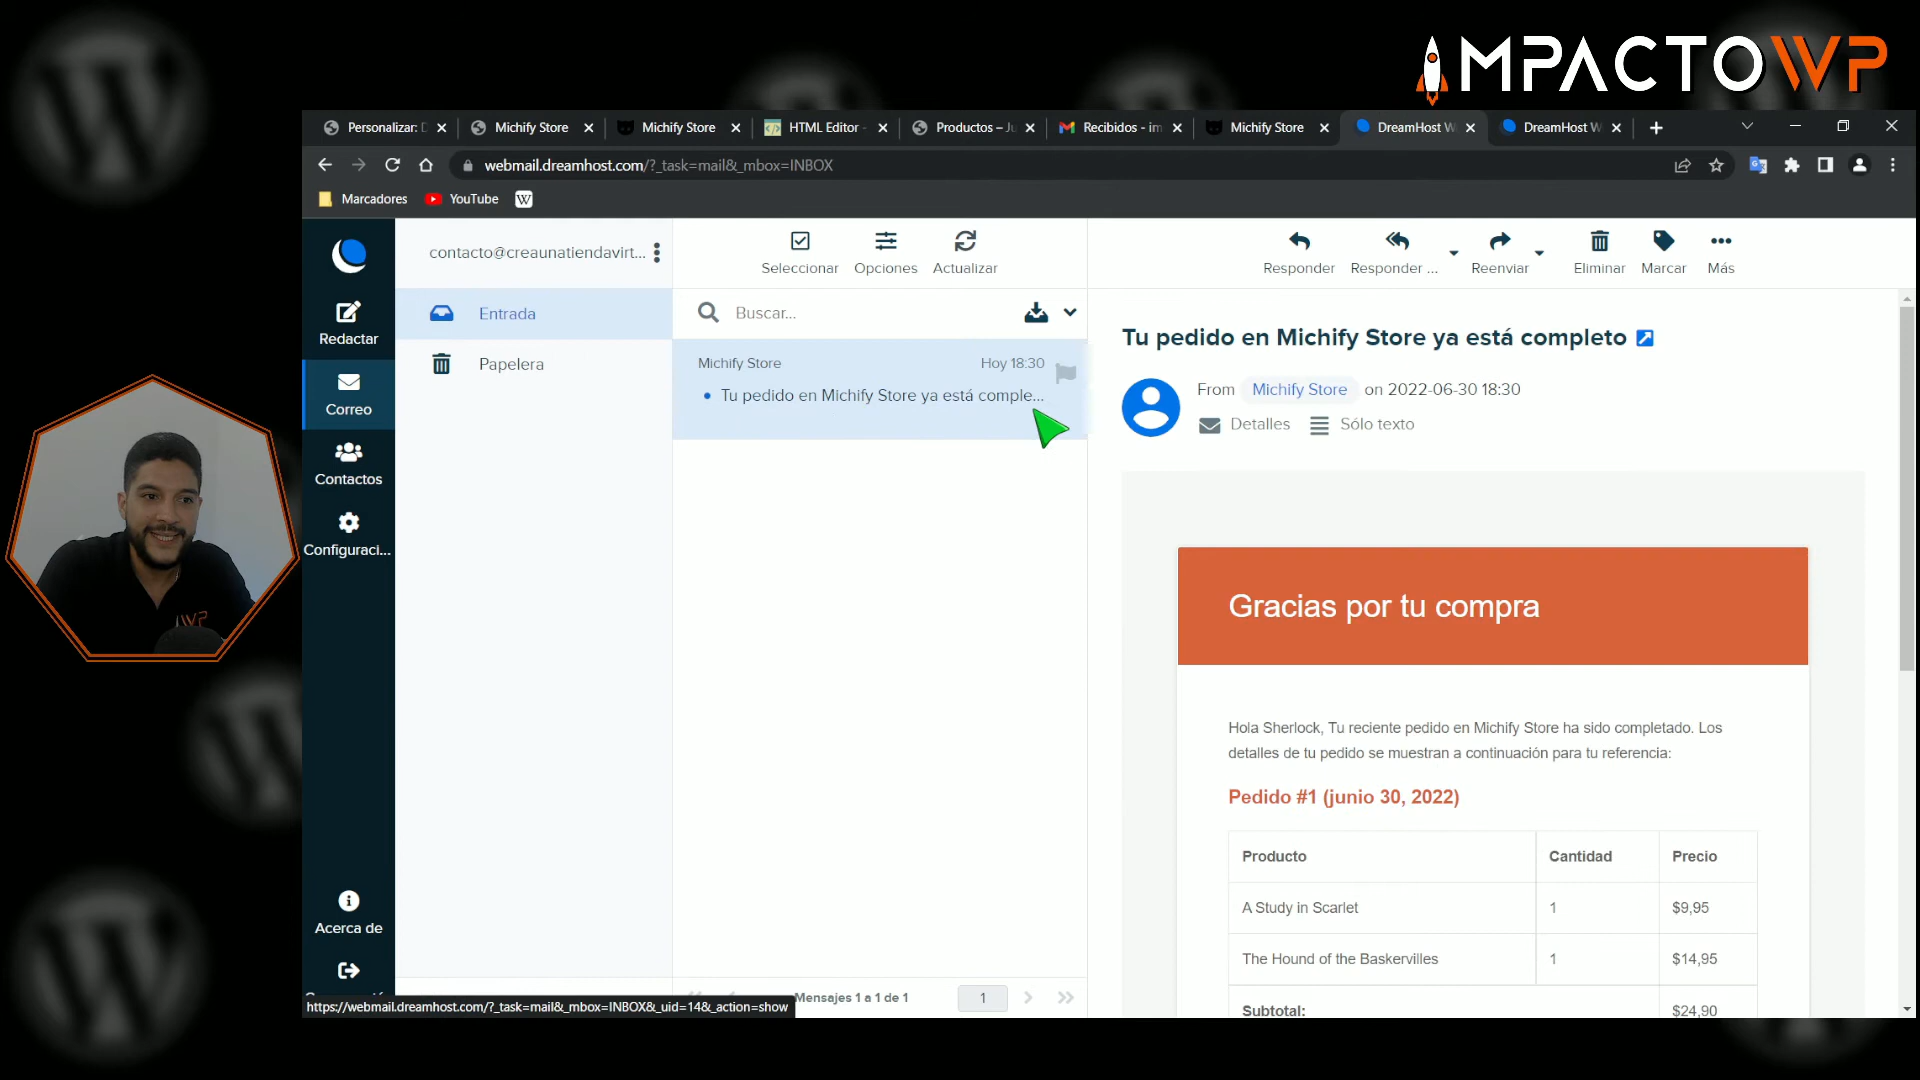 IMPACTOWP
Personalizar: D
Michify Store
Michify Store
HTML Editor -
Productos – Ju
Recibidos - im
Michify Store
DreamHost W
DreamHost W
webmail.dreamhost.com/?_task=mail&_mbox=INBOX
Marcadores
YouTube
contacto@creaunatiendavirt...
Seleccionar
Opciones
Actualizar
Responder
Responder ...
Reenviar
Eliminar
Marcar
Más
Redactar
Correo
Contactos
Configuraci...
Acerca de
Entrada
Papelera
Buscar...
Michify Store
Hoy 18:30
Tu pedido en Michify Store ya está comple...
Mensajes 1 a 1 de 1
1
https://webmail.dreamhost.com/?_task=mail&_mbox=INBOX&_uid=14&_action=show
Tu pedido en Michify Store ya está completo
From Michify Store on 2022-06-30 18:30
Detalles
Sólo texto
Gracias por tu compra
Hola Sherlock, Tu reciente pedido en Michify Store ha sido completado. Los
detalles de tu pedido se muestran a continuación para tu referencia:
Pedido #1 (junio 30, 2022)
Producto Cantidad Precio
A Study in Scarlet 1 $9,95
The Hound of the Baskervilles 1 $14,95
Subtotal: $24,90
WP